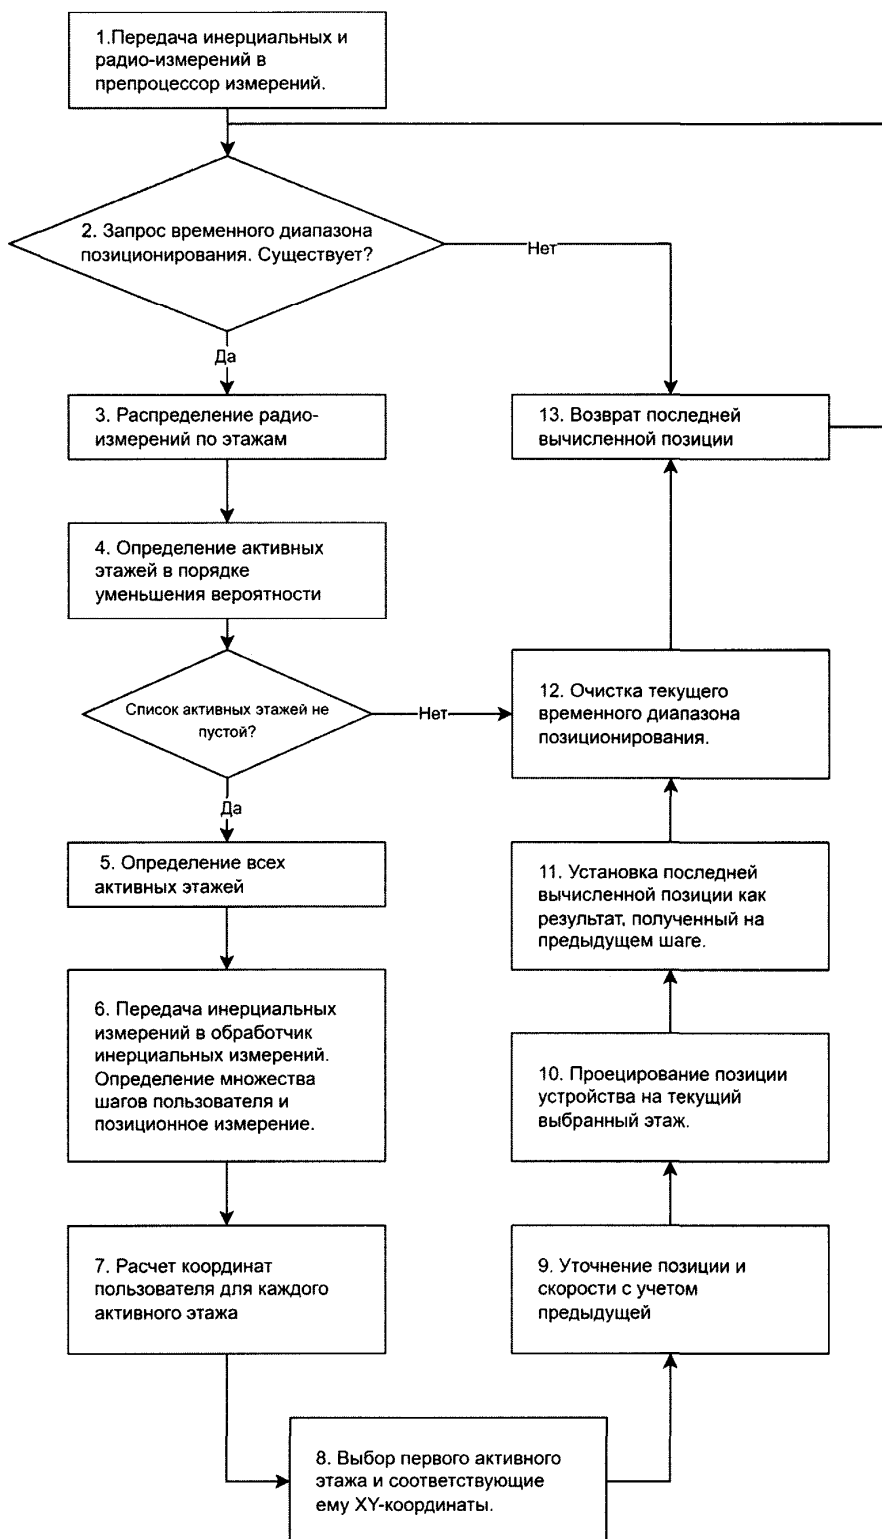 1.Передача инерциальных и
радио-измерений в
препроцессор измерений.
2. Запрос временного диапазона
позиционирования. Существует?
Нет
Да
3. Распределение радио-
измерений по этажам
13. Возврат последней
вычисленной позиции
4. Определение активных
этажей в порядке
уменьшения вероятности
Список активных этажей не
пустой?
Нет
12. Очистка текущего
временного диапазона
позиционирования.
Да
5. Определение всех
активных этажей
11. Установка последней
вычисленной позиции как
результат, полученный на
предыдущем шаге.
6. Передача инерциальных
измерений в обработчик
инерциальных измерений.
Определение множества
шагов пользователя и
позиционное измерение.
10. Проецирование позиции
устройства на текущий
выбранный этаж.
7. Расчет координат
пользователя для каждого
активного этажа
9. Уточнение позиции и
скорости с учетом
предыдущей
8. Выбор первого активного
этажа и соответствующие
ему XY-координаты.